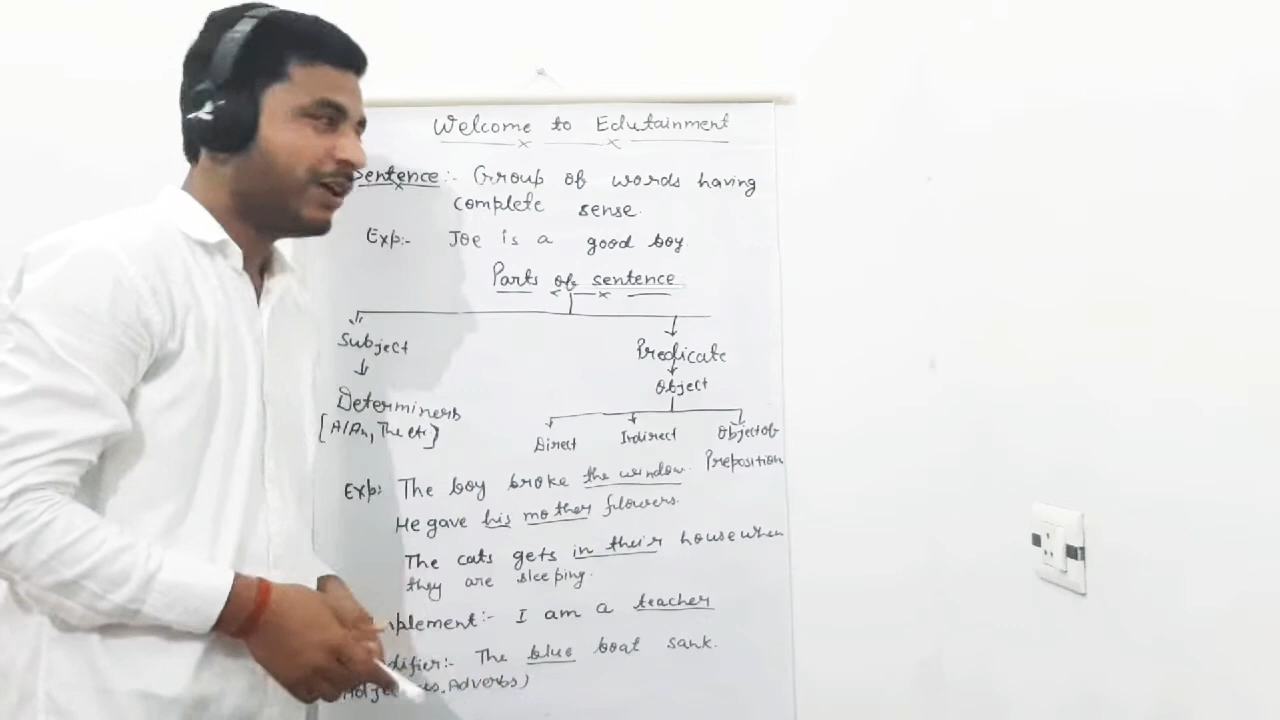 Welcome to Edutainment
Sentence:- Group of words having
complete sense.
Exp:- Joe is a good boy.
Parts of sentence
Subject
Predicate
Object
Determiners
[A/An, The etc.]
Direct
Indirect
Object of
Preposition
Exp: The boy broke the window.
He gave his mother flowers.
The cats gets in their house when
they are sleeping.
plement:- I am a teacher
difier:- The blue boat sank.
Adverbs)